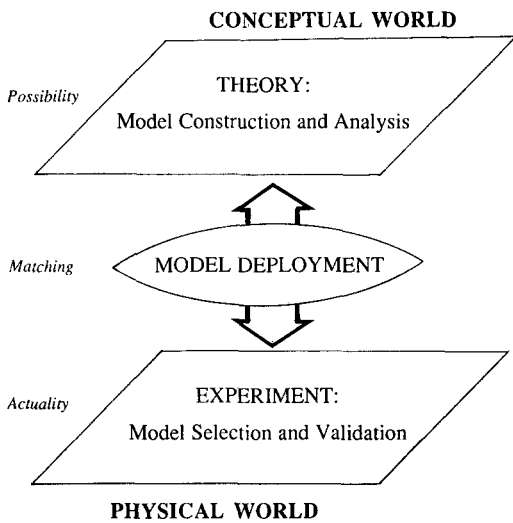 CONCEPTUAL WORLD
THEORY:
Possibility
Model Construction and Analysis
Matching
MODEL DEPLOYMENT
EXPERIMENT:
Actuality
Model Selection and Validation
PHYSICAL WORLD